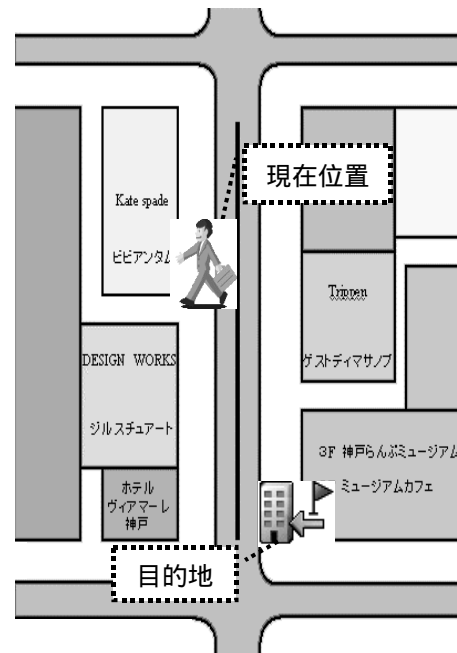 現在位置
Kate spade
ビビアンタム
Trippen
DESIGN WORKS
ゲストディマサノブ
ジルスチュアート
3F 神戸らんぷミュージアム
ミュージアムカフェ
ホテル
ヴィアマーレ
神戸
目的地